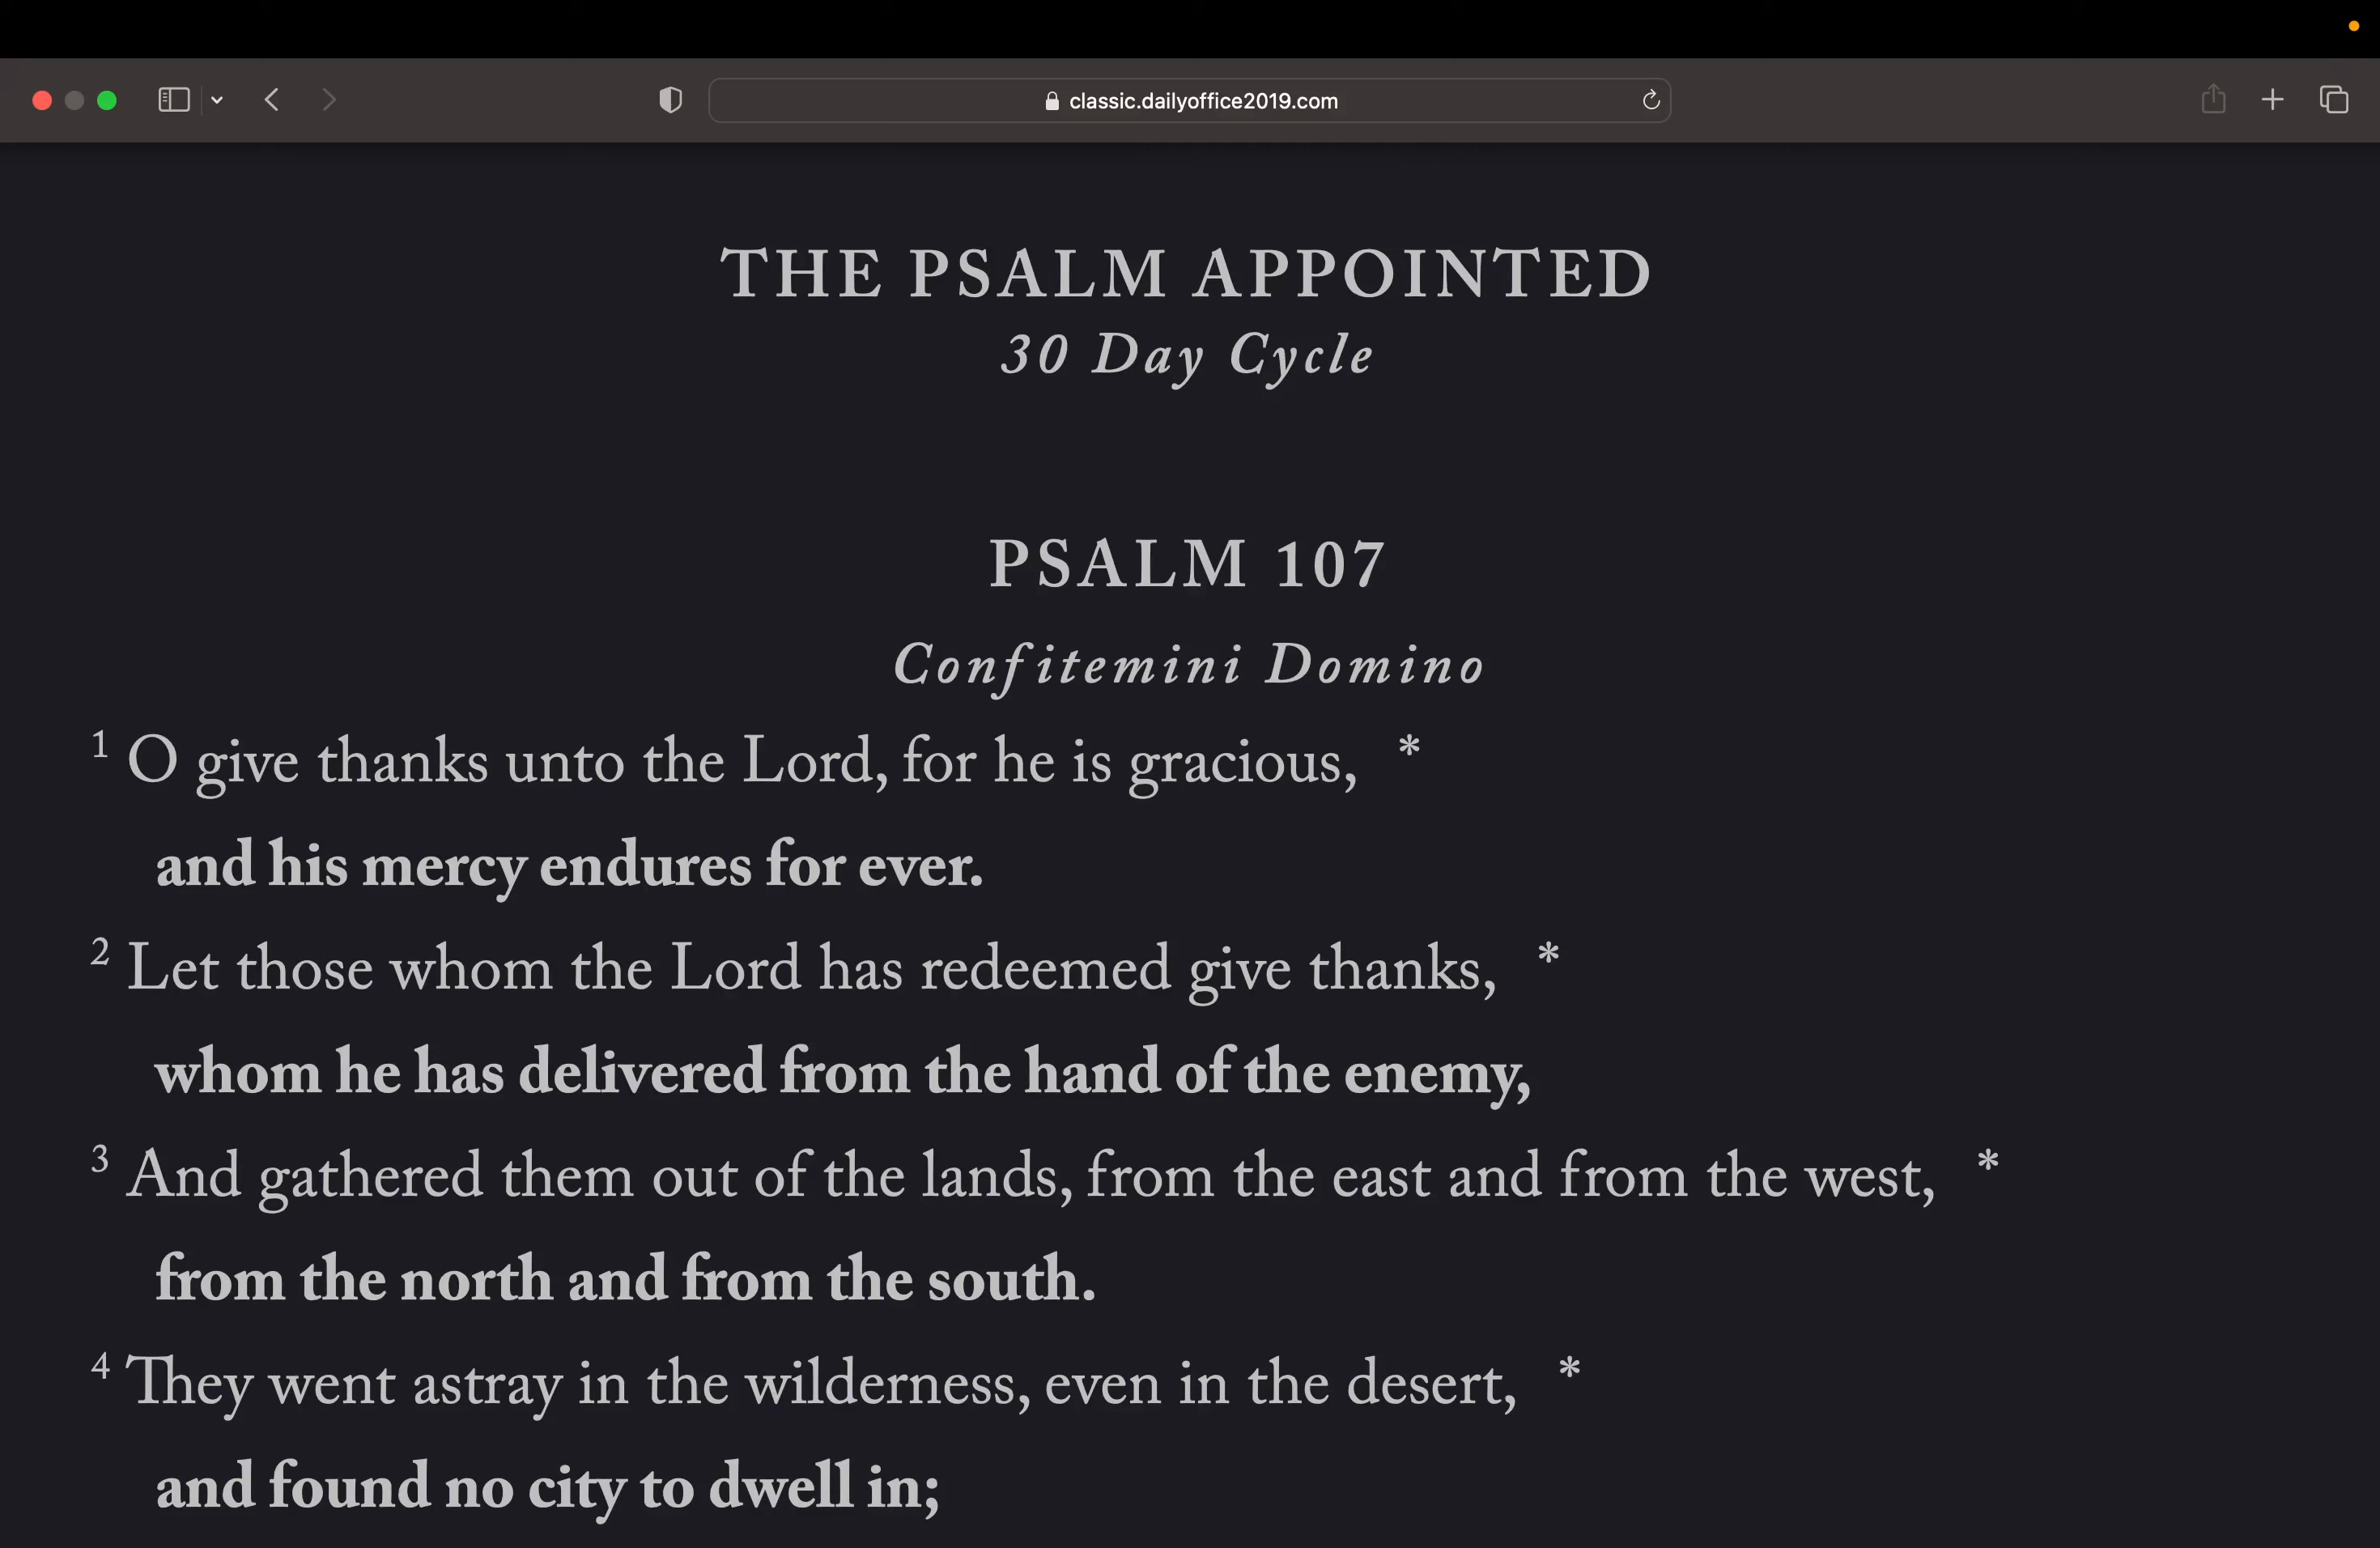 classic.dailyoffice2019.com
THE PSALM APPOINTED
30 Day Cycle
PSALM 107
Confitemini Domino
1 O give thanks unto the Lord, for he is gracious, *
and his mercy endures for ever.
2 Let those whom the Lord has redeemed give thanks, *
whom he has delivered from the hand of the enemy,
3 And gathered them out of the lands, from the east and from the west, *
from the north and from the south.
4 They went astray in the wilderness, even in the desert, *
and found no city to dwell in;